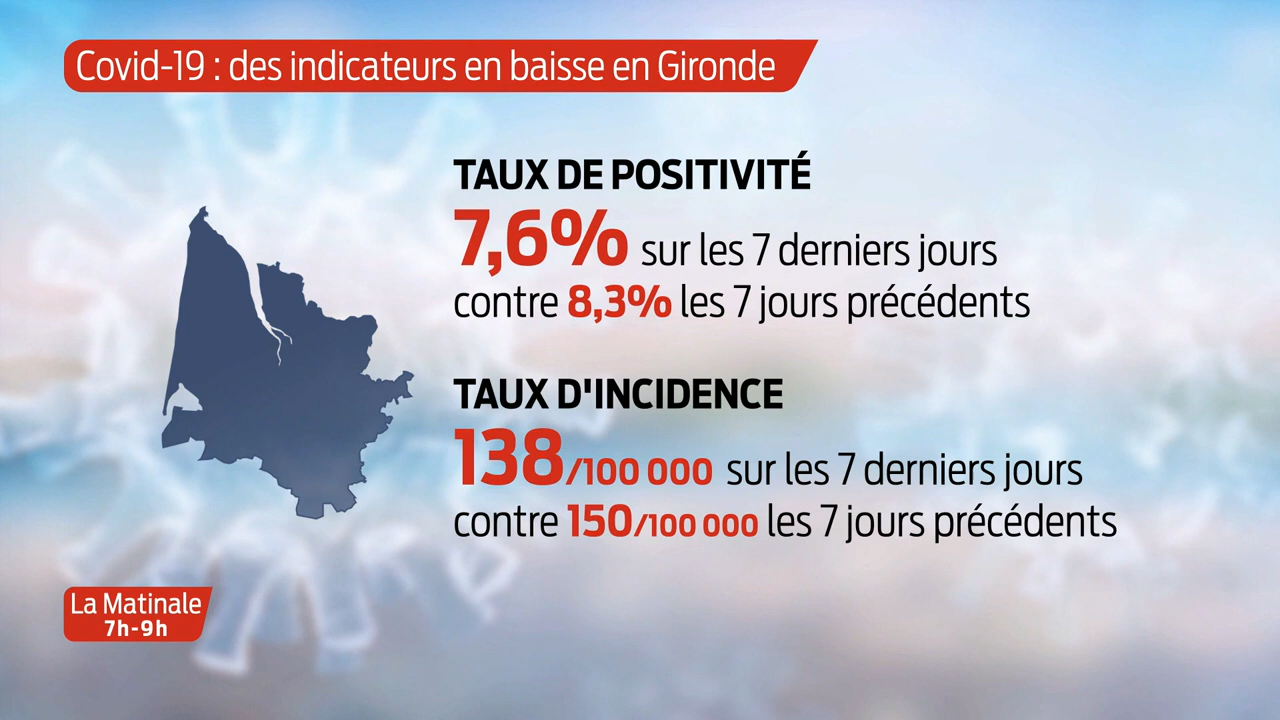 Covid-19 : des indicateurs en baisse en Gironde
TAUX DE POSITIVITÉ
7,6% sur les 7 derniers jours
contre 8,3% les 7 jours précédents
TAUX D'INCIDENCE
138/100 000 sur les 7 derniers jours
contre 150/100 000 les 7 jours précédents
La Matinale
7h-9h